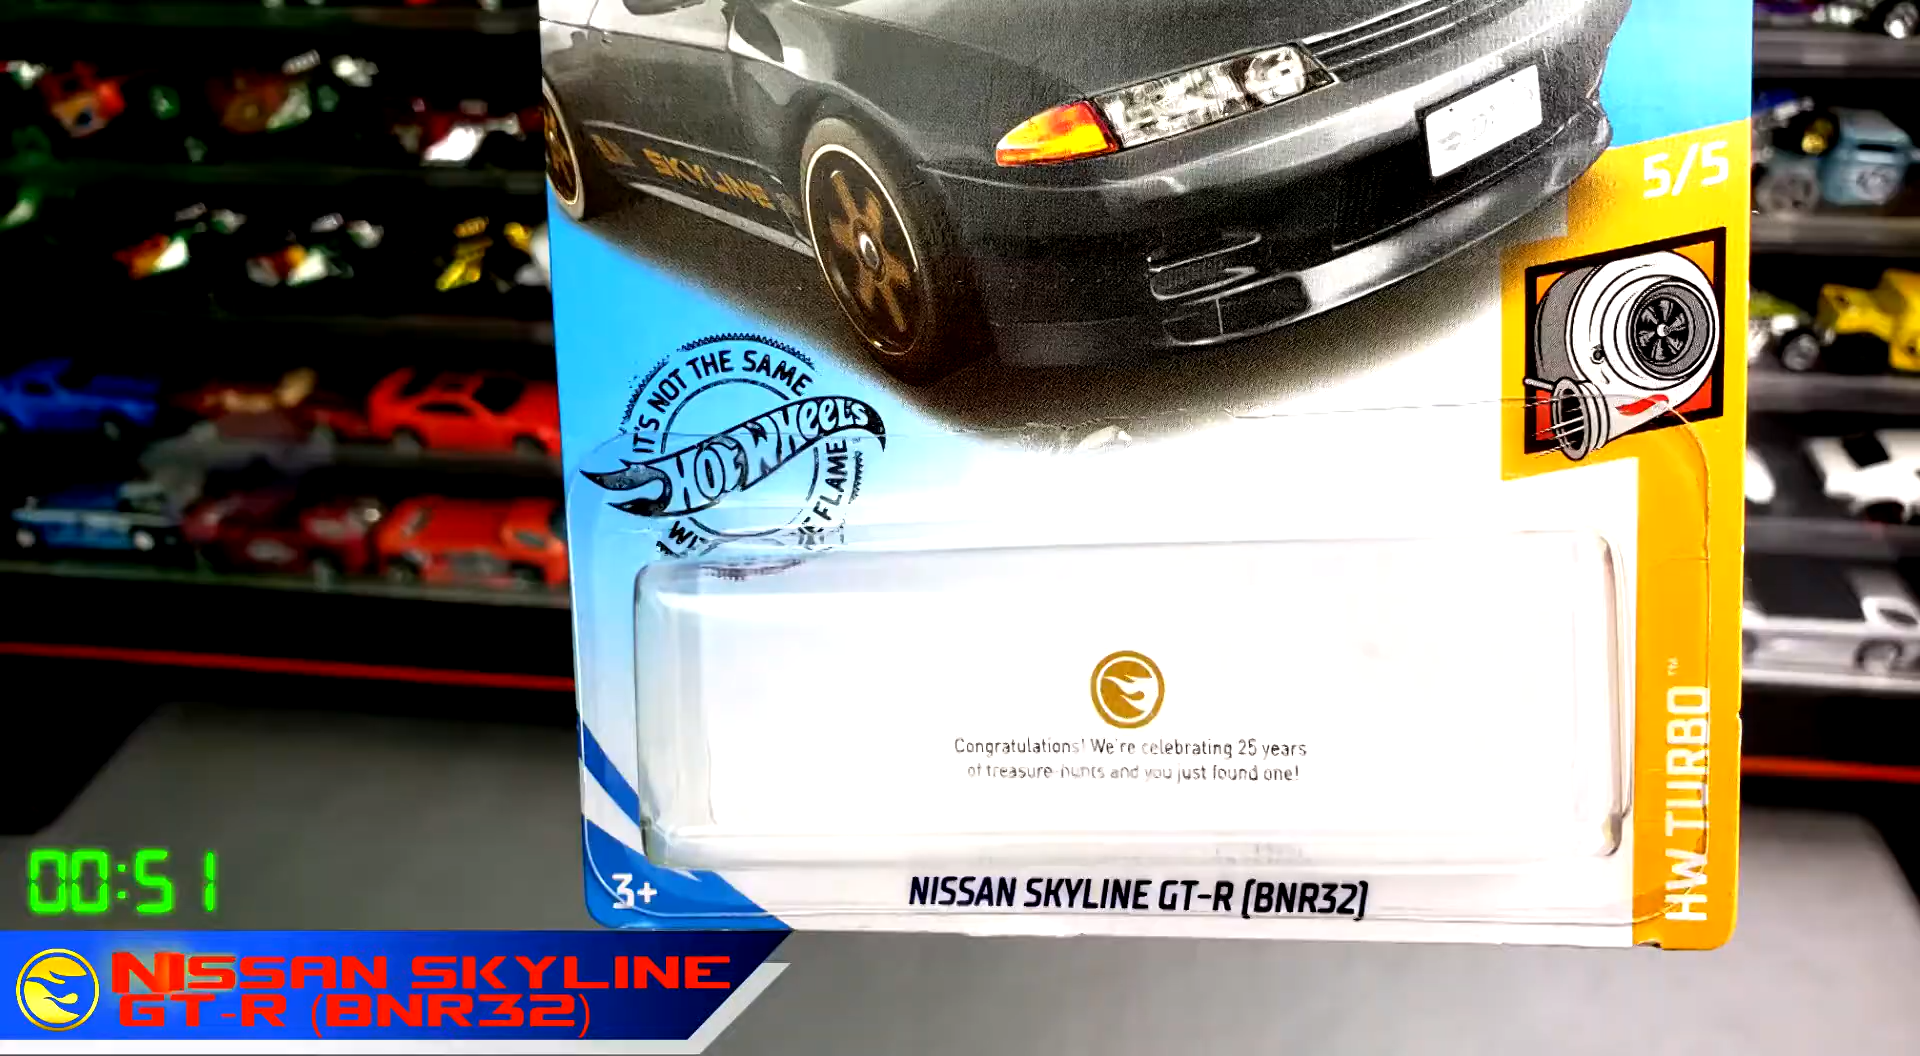 SKYLINE
5/5
IT'S NOT THE SAME
HOT WHEELS
FLAME
Congratulations! We're celebrating 25 years
of treasure hunts and you just found one!
HW TURBO™
3+
NISSAN SKYLINE GT-R (BNR32)
00:51
NISSAN SKYLINE
GT-R (BNR32)